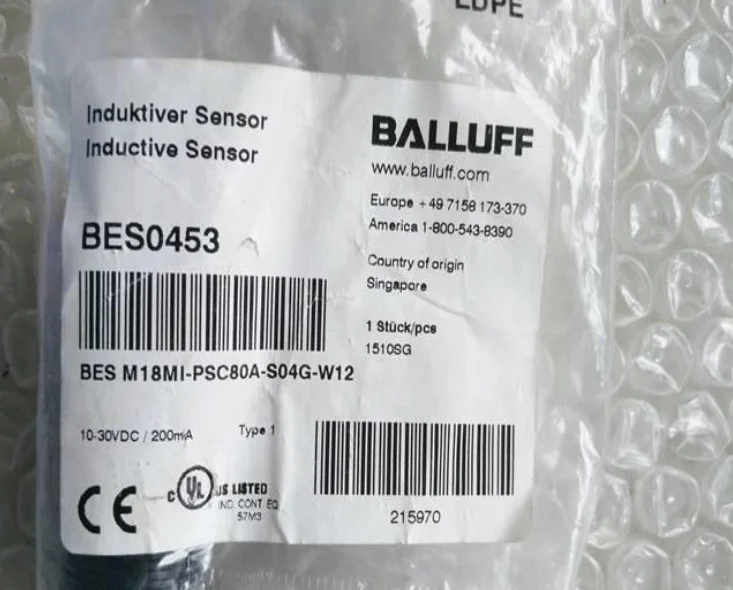 LDPE
Induktiver Sensor
Inductive Sensor
BALLUFF
www.balluff.com
Europe +49 7158 173-370
America 1-800-543-8390
BES0453
Country of origin
Singapore
1 Stück/pcs
1510SG
BES M18MI-PSC80A-S04G-W12
10-30VDC / 200mA
Type 1
CE
C UL US LISTED
IND. CONT. EQ
57M3
215970